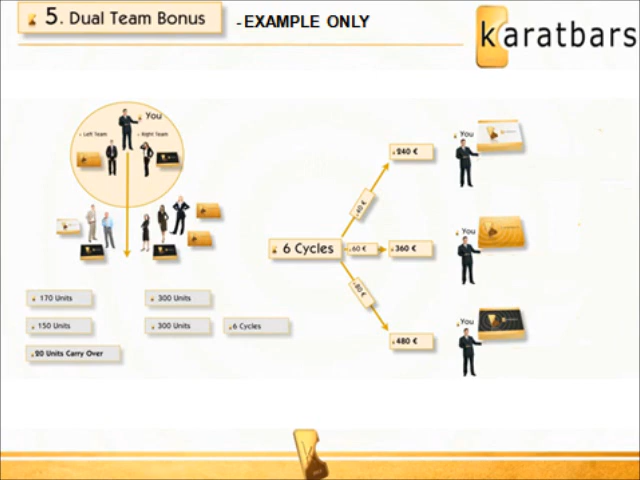 5. Dual Team Bonus
-EXAMPLE ONLY
karatbars
You
Left Team
Right Team
You
240 €
40 €
6 Cycles
60 €
360 €
You
80 €
You
480 €
170 Units
300 Units
150 Units
300 Units
6 Cycles
20 Units Carry Over